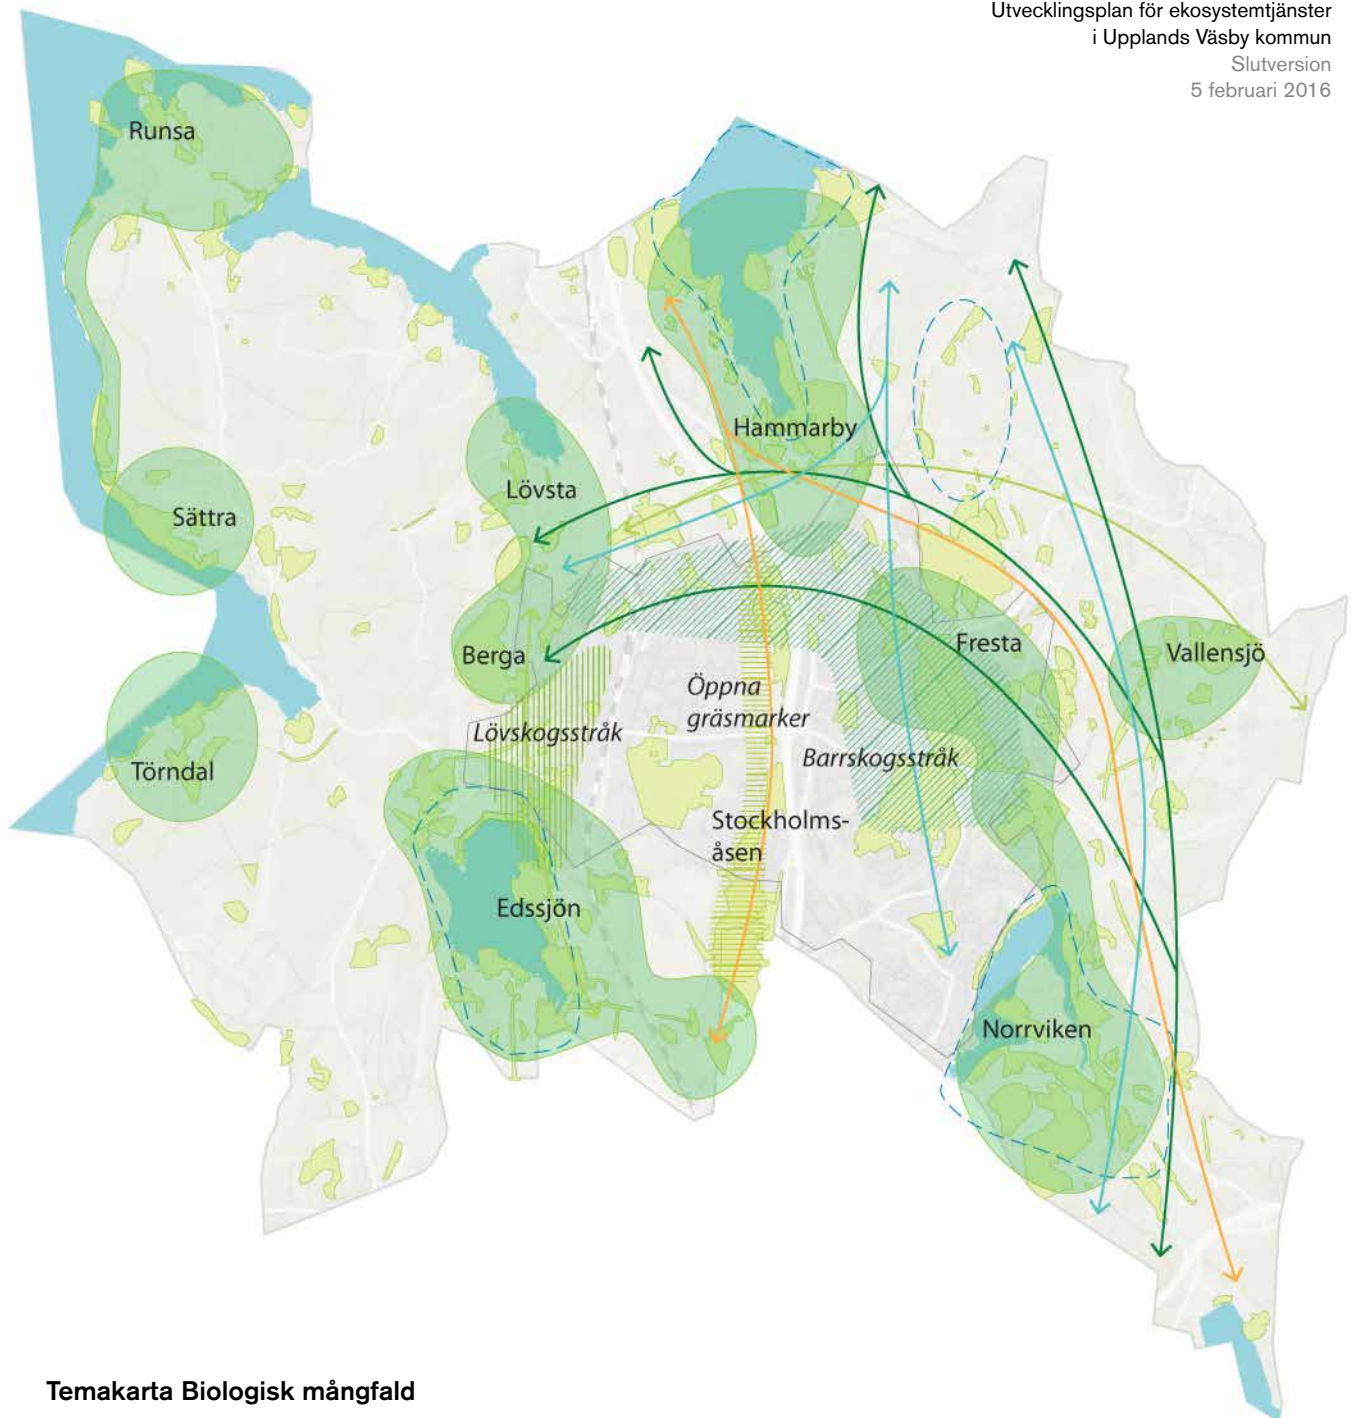 Utvecklingsplan för ekosystemtjänster
i Upplands Väsby kommun
Slutversion
5 februari 2016
Runsa
Hammarby
Lövsta
Sättra
Fresta
Vallensjö
Berga
Öppna
gräsmarker
Lövskogsstråk
Barrskogsstråk
Törndal
Stockholms-
åsen
Edssjön
Norrviken
Temakarta Biologisk mångfald